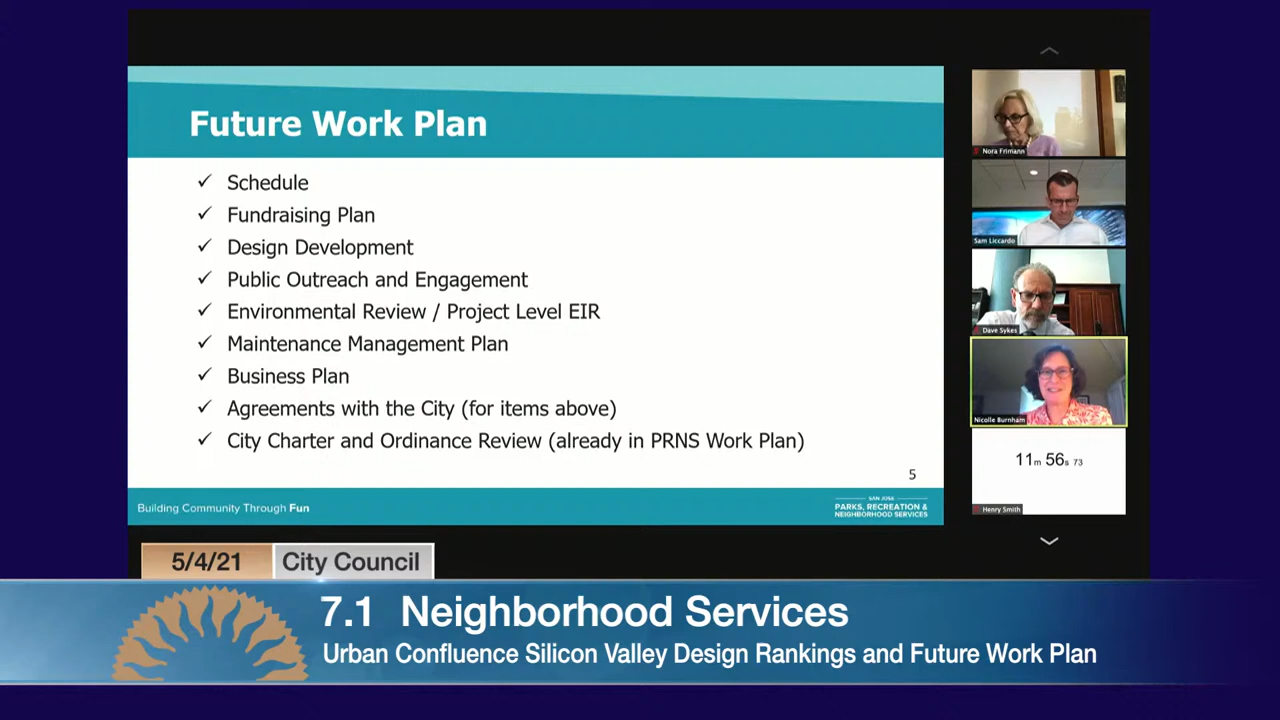 Future Work Plan
Schedule
Fundraising Plan
Design Development
Public Outreach and Engagement
Environmental Review / Project Level EIR
Maintenance Management Plan
Business Plan
Agreements with the City (for items above)
City Charter and Ordinance Review (already in PRNS Work Plan)
5
Building Community Through Fun
SAN JOSE
PARKS, RECREATION &
NEIGHBORHOOD SERVICES
Nora Frimann
Sam Liccardo
Dave Sykes
Nicolle Burnham
11m 56s 73
Henry Smith
5/4/21 City Council
7.1 Neighborhood Services
Urban Confluence Silicon Valley Design Rankings and Future Work Plan